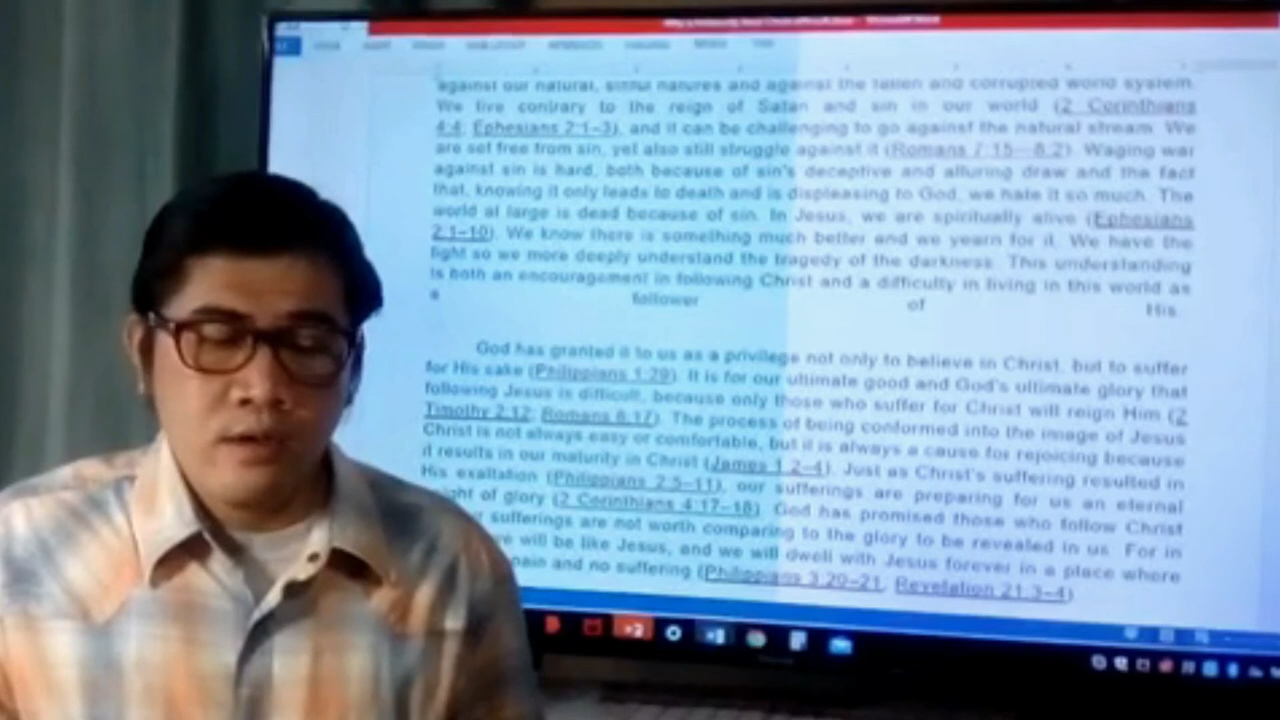 against our natural, sinful natures and against the fallen and corrupted world system.
We live contrary to the reign of Satan and sin in our world (2 Corinthians
4:4; Ephesians 2:1–3), and it can be challenging to go against the natural stream. We
are set free from sin, yet also still struggle against it (Romans 7:15—8:2). Waging war
against sin is hard, both because of sin's deceptive and alluring draw and the fact
that, knowing it only leads to death and is displeasing to God, we hate it so much. The
world at large is dead because of sin. In Jesus, we are spiritually alive (Ephesians
2:1–10). We know there is something much better and we yearn for it. We have the
light so we more deeply understand the tragedy of the darkness. This understanding
is both an encouragement in following Christ and a difficulty in living in this world as
a follower of His.
God has granted it to us as a privilege not only to believe in Christ, but to suffer
for His sake (Philippians 1:29). It is for our ultimate good and God's ultimate glory that
following Jesus is difficult, because only those who suffer for Christ will reign Him (2
Timothy 2:12; Romans 8:17). The process of being conformed into the image of Jesus
Christ is not always easy or comfortable, but it is always a cause for rejoicing because
it results in our maturity in Christ (James 1:2–4). Just as Christ's suffering resulted in
His exaltation (Philippians 2:5–11), our sufferings are preparing for us an eternal
ight of glory (2 Corinthians 4:17–18). God has promised those who follow Christ
sufferings are not worth comparing to the glory to be revealed in us. For in
e will be like Jesus, and we will dwell with Jesus forever in a place where
pain and no suffering (Philippians 3:20–21, Revelation 21:3–4)